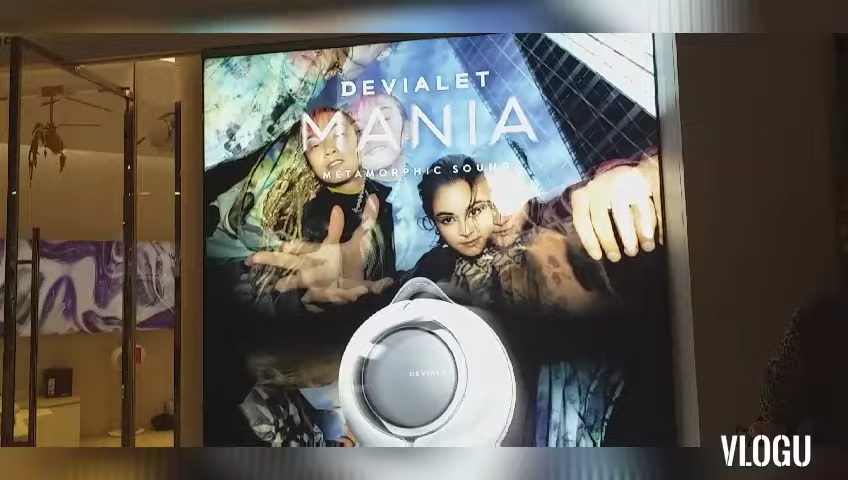 DEVIALET
MANIA
METAMORPHIC SOUND
DEVIALET
VLOGU